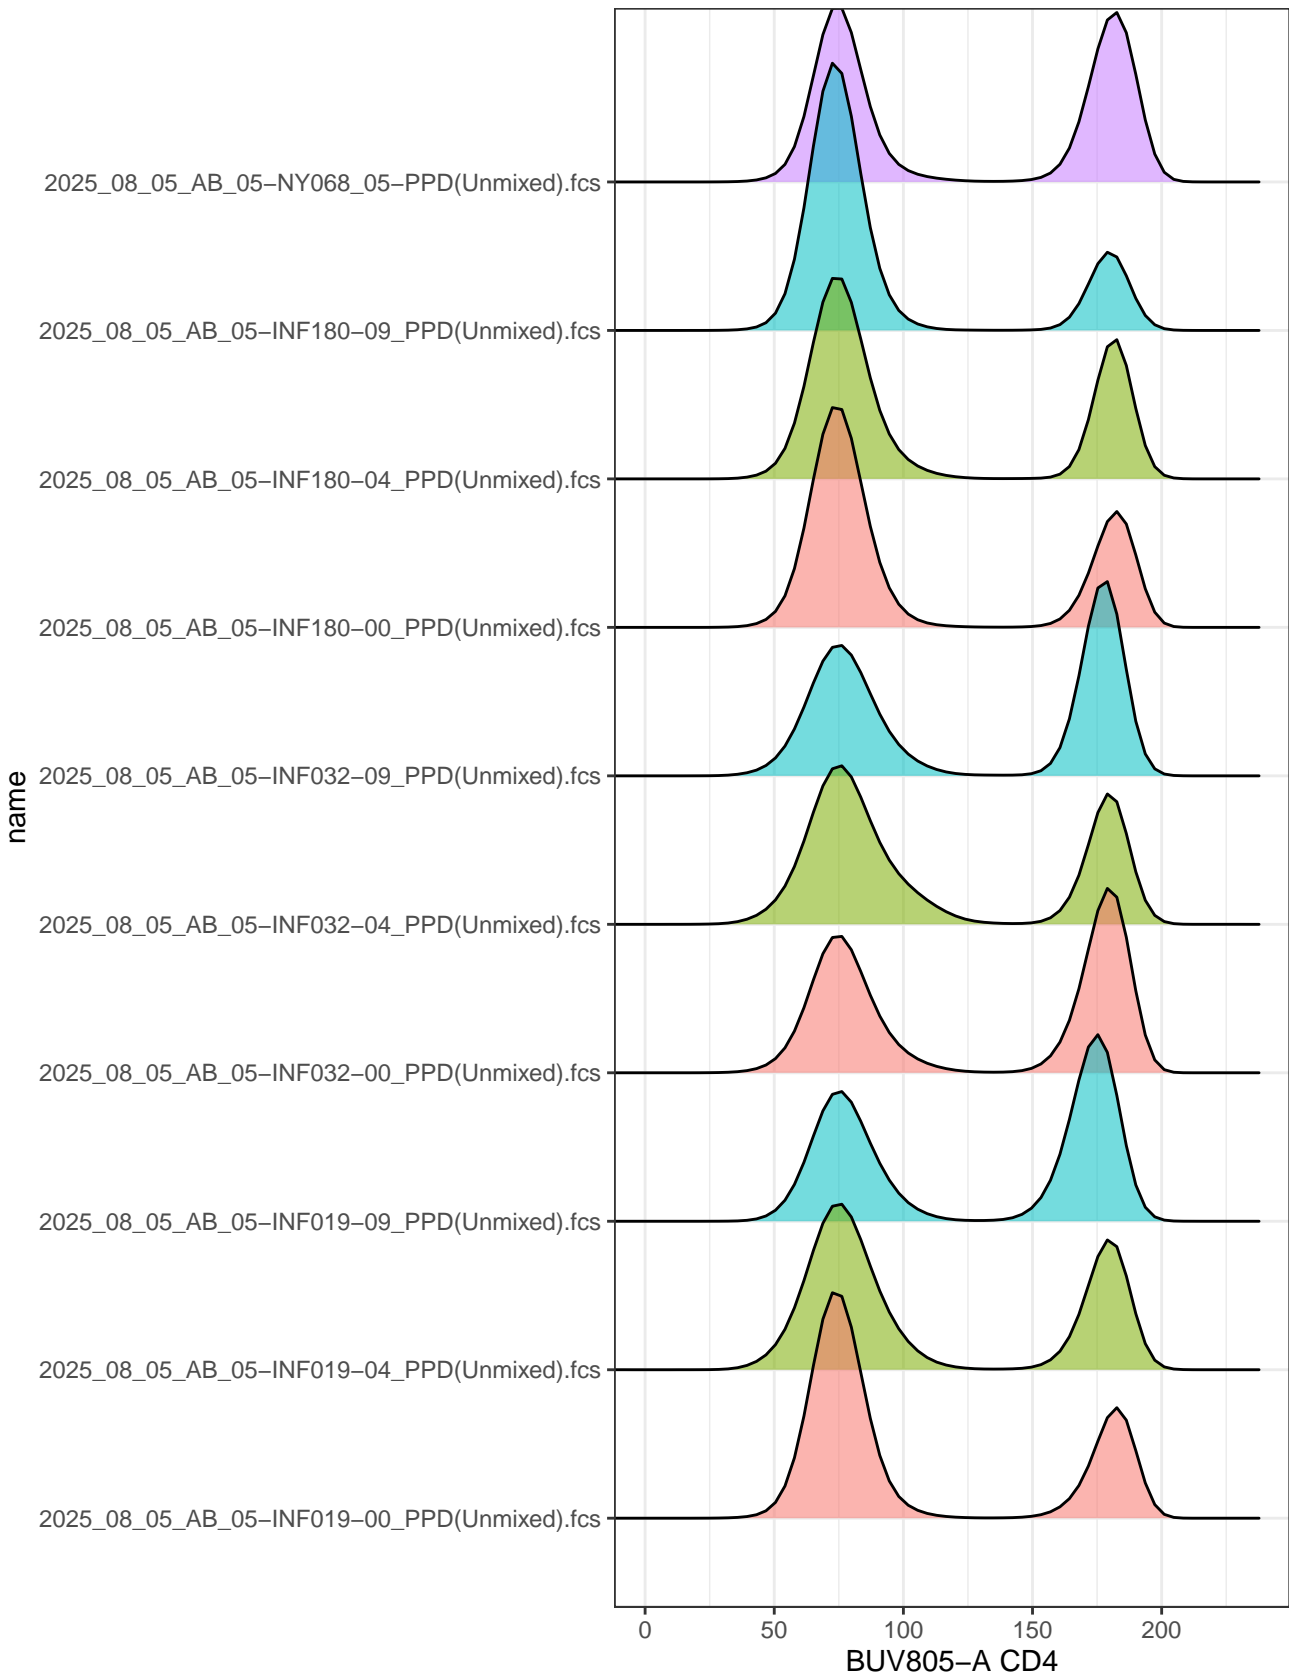 2025_08_05_AB_05−NY068_05−PPD(Unmixed).fcs
2025_08_05_AB_05−INF180−09_PPD(Unmixed).fcs
2025_08_05_AB_05−INF180−04_PPD(Unmixed).fcs
2025_08_05_AB_05−INF180−00_PPD(Unmixed).fcs
2025_08_05_AB_05−INF032−09_PPD(Unmixed).fcs
2025_08_05_AB_05−INF032−04_PPD(Unmixed).fcs
2025_08_05_AB_05−INF032−00_PPD(Unmixed).fcs
2025_08_05_AB_05−INF019−09_PPD(Unmixed).fcs
2025_08_05_AB_05−INF019−04_PPD(Unmixed).fcs
2025_08_05_AB_05−INF019−00_PPD(Unmixed).fcs
name
0 50 100 150 200
BUV805−A CD4